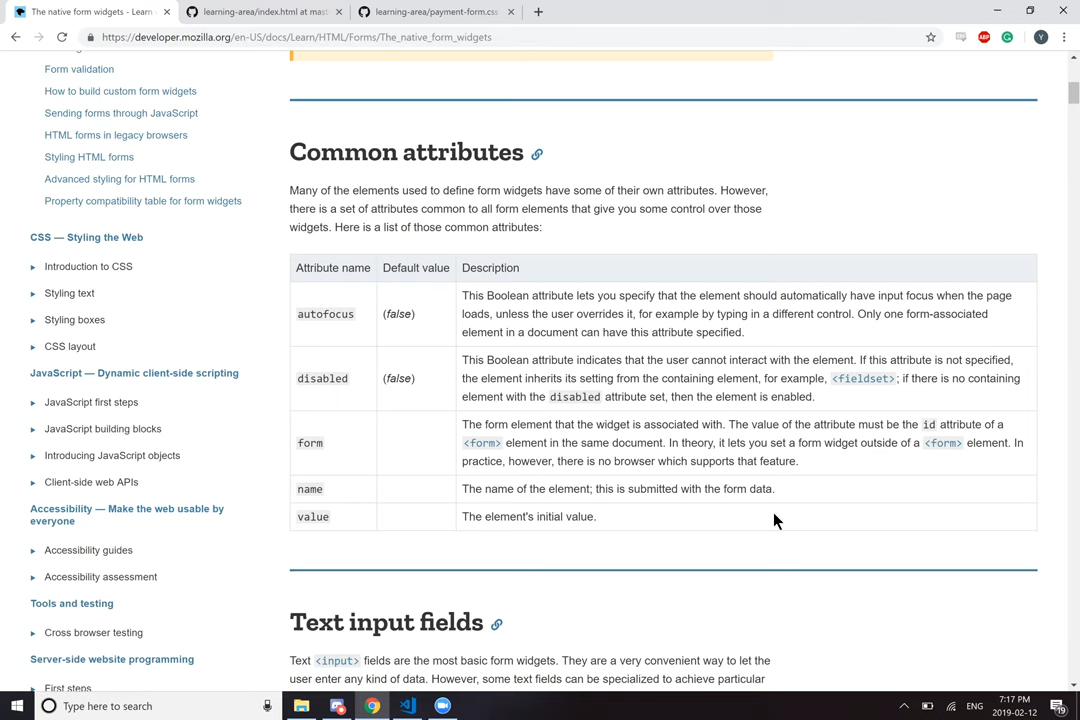 The native form widgets - Learn
learning-area/index.html at mast
learning-area/payment-form.css
https://developer.mozilla.org/en-US/docs/Learn/HTML/Forms/The_native_form_widgets
ABP
G
Y
Form validation
How to build custom form widgets
Sending forms through JavaScript
HTML forms in legacy browsers
Styling HTML forms
Advanced styling for HTML forms
Property compatibility table for form widgets
CSS — Styling the Web
Introduction to CSS
Styling text
Styling boxes
CSS layout
JavaScript — Dynamic client-side scripting
JavaScript first steps
JavaScript building blocks
Introducing JavaScript objects
Client-side web APIs
Accessibility — Make the web usable by
everyone
Accessibility guides
Accessibility assessment
Tools and testing
Cross browser testing
Server-side website programming
First steps
Common attributes
Many of the elements used to define form widgets have some of their own attributes. However,
there is a set of attributes common to all form elements that give you some control over those
widgets. Here is a list of those common attributes:
Attribute name Default value Description
autofocus (false) This Boolean attribute lets you specify that the element should automatically have input focus when the page
loads, unless the user overrides it, for example by typing in a different control. Only one form-associated
element in a document can have this attribute specified.
disabled (false) This Boolean attribute indicates that the user cannot interact with the element. If this attribute is not specified,
the element inherits its setting from the containing element, for example, <fieldset>; if there is no containing
element with the disabled attribute set, then the element is enabled.
form The form element that the widget is associated with. The value of the attribute must be the id attribute of a
<form> element in the same document. In theory, it lets you set a form widget outside of a <form> element. In
practice, however, there is no browser which supports that feature.
name The name of the element; this is submitted with the form data.
value The element's initial value.
Text input fields
Text <input> fields are the most basic form widgets. They are a very convenient way to let the
user enter any kind of data. However, some text fields can be specialized to achieve particular
Type here to search
ENG
7:17 PM
2019-02-12
19